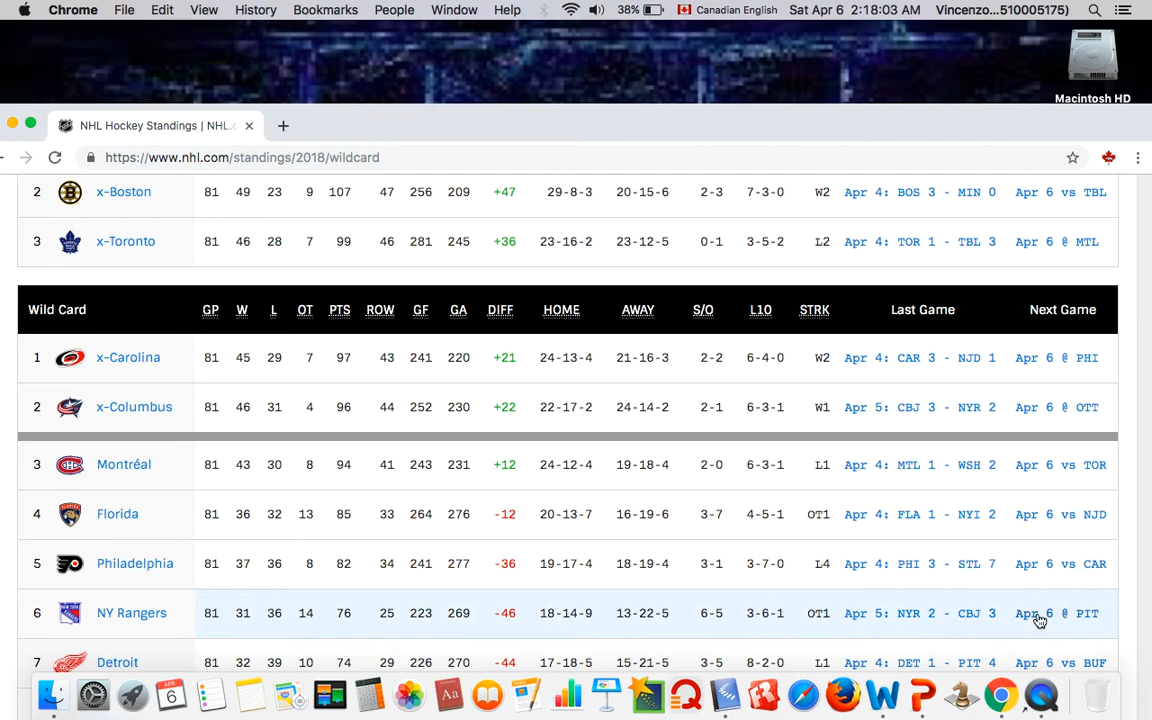 Chrome File Edit View History Bookmarks People Window Help 38% Canadian English Sat Apr 6 2:18:03 AM Vincenzo...510005175)
Macintosh HD
NHL Hockey Standings | NHL.c
https://www.nhl.com/standings/2018/wildcard
2 x-Boston 81 49 23 9 107 47 256 209 +47 29-8-3 20-15-6 2-3 7-3-0 W2 Apr 4: BOS 3 - MIN 0 Apr 6 vs TBL
3 x-Toronto 81 46 28 7 99 46 281 245 +36 23-16-2 23-12-5 0-1 3-5-2 L2 Apr 4: TOR 1 - TBL 3 Apr 6 @ MTL
Wild Card GP W L OT PTS ROW GF GA DIFF HOME AWAY S/O L10 STRK Last Game Next Game
1 x-Carolina 81 45 29 7 97 43 241 220 +21 24-13-4 21-16-3 2-2 6-4-0 W2 Apr 4: CAR 3 - NJD 1 Apr 6 @ PHI
2 x-Columbus 81 46 31 4 96 44 252 230 +22 22-17-2 24-14-2 2-1 6-3-1 W1 Apr 5: CBJ 3 - NYR 2 Apr 6 @ OTT
3 Montréal 81 43 30 8 94 41 243 231 +12 24-12-4 19-18-4 2-0 6-3-1 L1 Apr 4: MTL 1 - WSH 2 Apr 6 vs TOR
4 Florida 81 36 32 13 85 33 264 276 -12 20-13-7 16-19-6 3-7 4-5-1 OT1 Apr 4: FLA 1 - NYI 2 Apr 6 vs NJD
5 Philadelphia 81 37 36 8 82 34 241 277 -36 19-17-4 18-19-4 3-1 3-7-0 L4 Apr 4: PHI 3 - STL 7 Apr 6 vs CAR
6 NY Rangers 81 31 36 14 76 25 223 269 -46 18-14-9 13-22-5 6-5 3-6-1 OT1 Apr 5: NYR 2 - CBJ 3 Apr 6 @ PIT
7 Detroit 81 32 39 10 74 29 226 270 -44 17-18-5 15-21-5 3-5 8-2-0 L1 Apr 4: DET 1 - PIT 4 Apr 6 vs BUF
APR
6
Aa